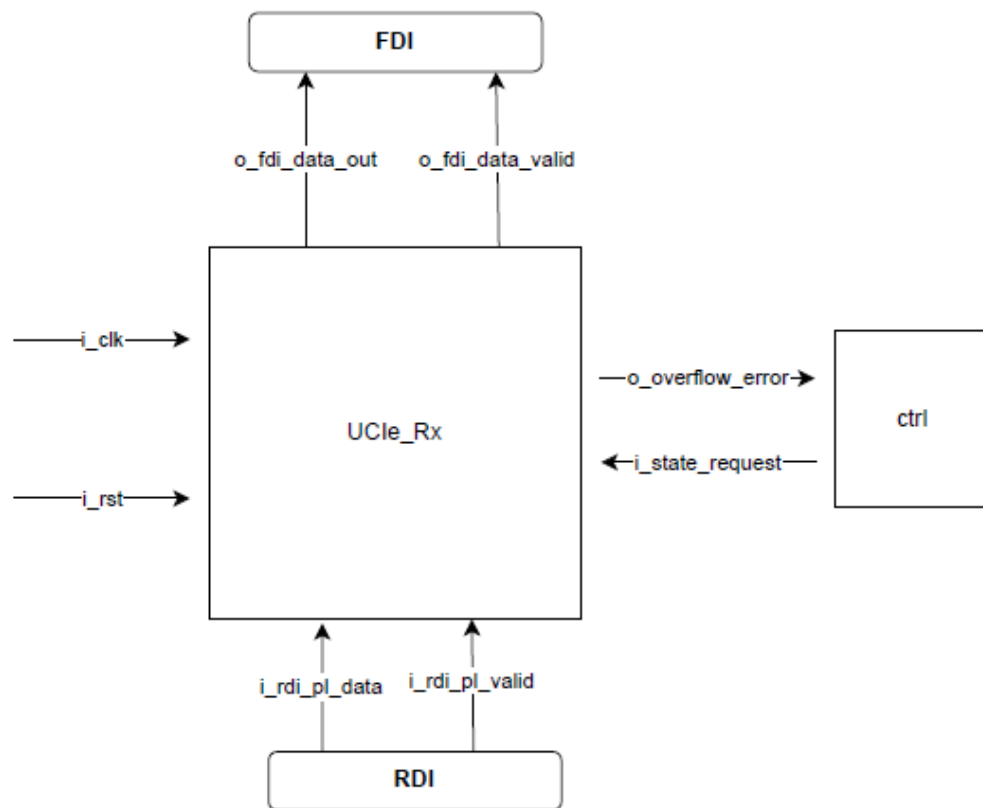 FDI
o_fdi_data_out
o_fdi_data_valid
i_clk
o_overflow_error
ctrl
UCIe_Rx
i_state_request
i_rst
i_rdi_pl_data
i_rdi_pl_valid
RDI